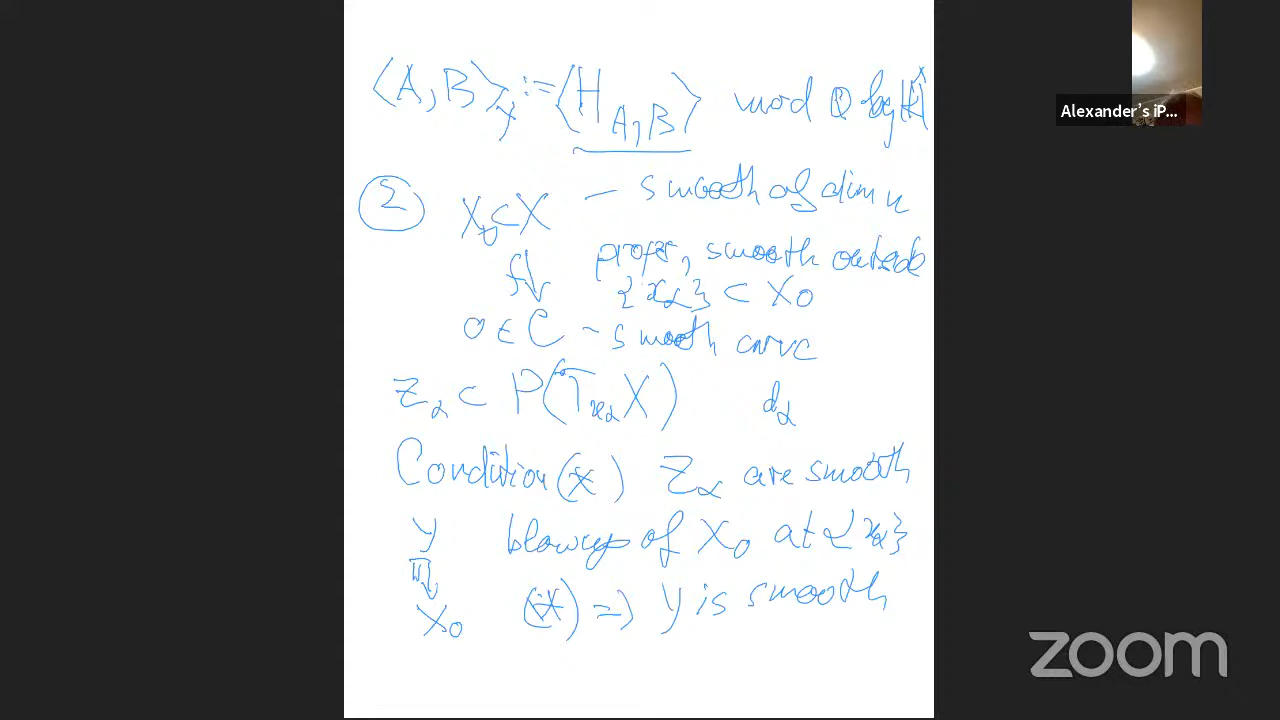 ⟨A, B⟩_X := ⟨H_{A,B}⟩ mod ℚ log
② X_0 ⊂ X – smooth of dim n
f ↓ proper, smooth outside
{x_α} ⊂ X_0
0 ∈ C – smooth curve
Z_α ⊂ P(T_{x_α} X) d_α
Condition (*) Z_α are smooth
Y blowup of X_0 at {x_α}
π ↓
X_0 (*) ⇒ Y is smooth
Alexander's iP...
zoom